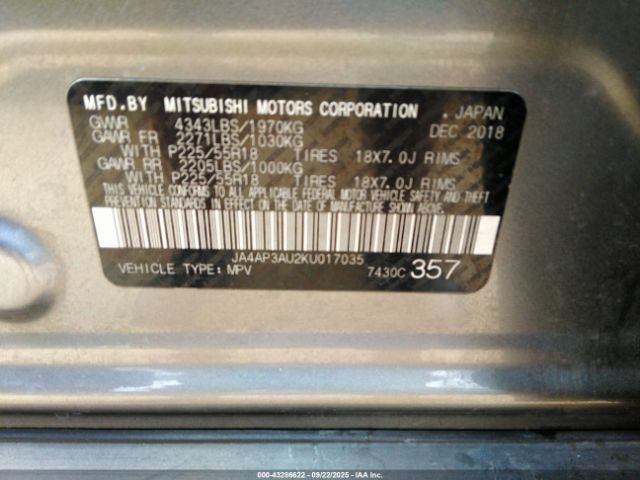 MFD.BY MITSUBISHI MOTORS CORPORATION . JAPAN
GVWR 4343LBS/1970KG DEC 2018
GAWR FR 2271LBS/1030KG
WITH P225/55R18 TIRES 18X7.0J RIMS
GAWR RR 2205LBS/1000KG
WITH P225/55R18 TIRES 18X7.0J RIMS
THIS VEHICLE CONFORMS TO ALL APPLICABLE FEDERAL MOTOR VEHICLE SAFETY AND THEFT
PREVENTION STANDARDS IN EFFECT ON THE DATE OF MANUFACTURE SHOWN ABOVE.
JA4AP3AU2KU017035
VEHICLE TYPE: MPV 7430C 357
000-43286622 - 09/22/2025 - IAA Inc.